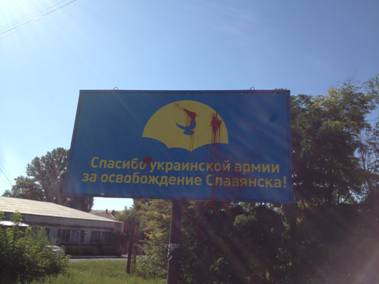 Спасибо украинской армии
за освобождение Славянска!